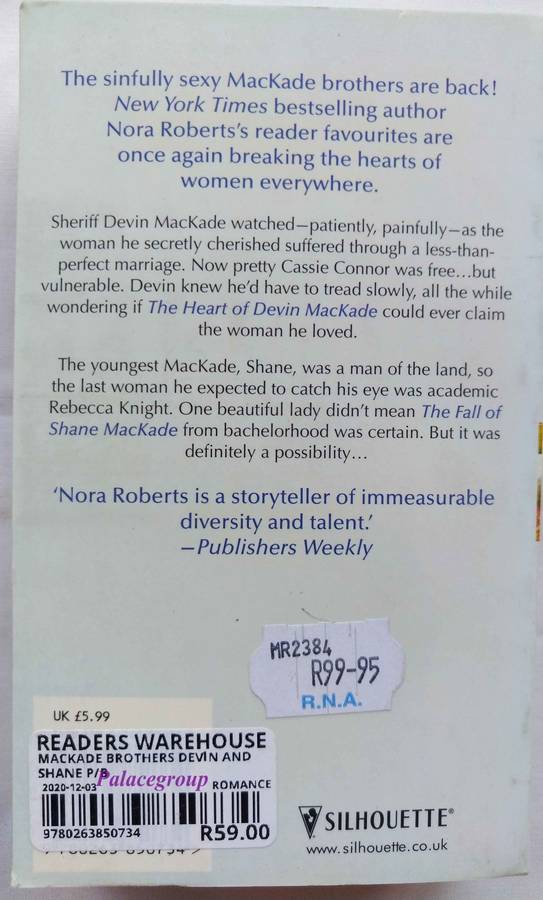 The sinfully sexy MacKade brothers are back!
New York Times bestselling author
Nora Roberts's reader favourites are
once again breaking the hearts of
women everywhere.
Sheriff Devin MacKade watched—patiently, painfully—as the
woman he secretly cherished suffered through a less-than-
perfect marriage. Now pretty Cassie Connor was free...but
vulnerable. Devin knew he'd have to tread slowly, all the while
wondering if The Heart of Devin MacKade could ever claim
the woman he loved.
The youngest MacKade, Shane, was a man of the land, so
the last woman he expected to catch his eye was academic
Rebecca Knight. One beautiful lady didn't mean The Fall of
Shane MacKade from bachelorhood was certain. But it was
definitely a possibility...
'Nora Roberts is a storyteller of immeasurable
diversity and talent.'
—Publishers Weekly
MR2384
R99-95
R.N.A.
UK £5.99
READERS WAREHOUSE
MACKADE BROTHERS DEVIN AND
SHANE P/B
Palacegroup
2020-12-03 ROMANCE
9780263850734 R59.00
SILHOUETTE®
www.silhouette.co.uk